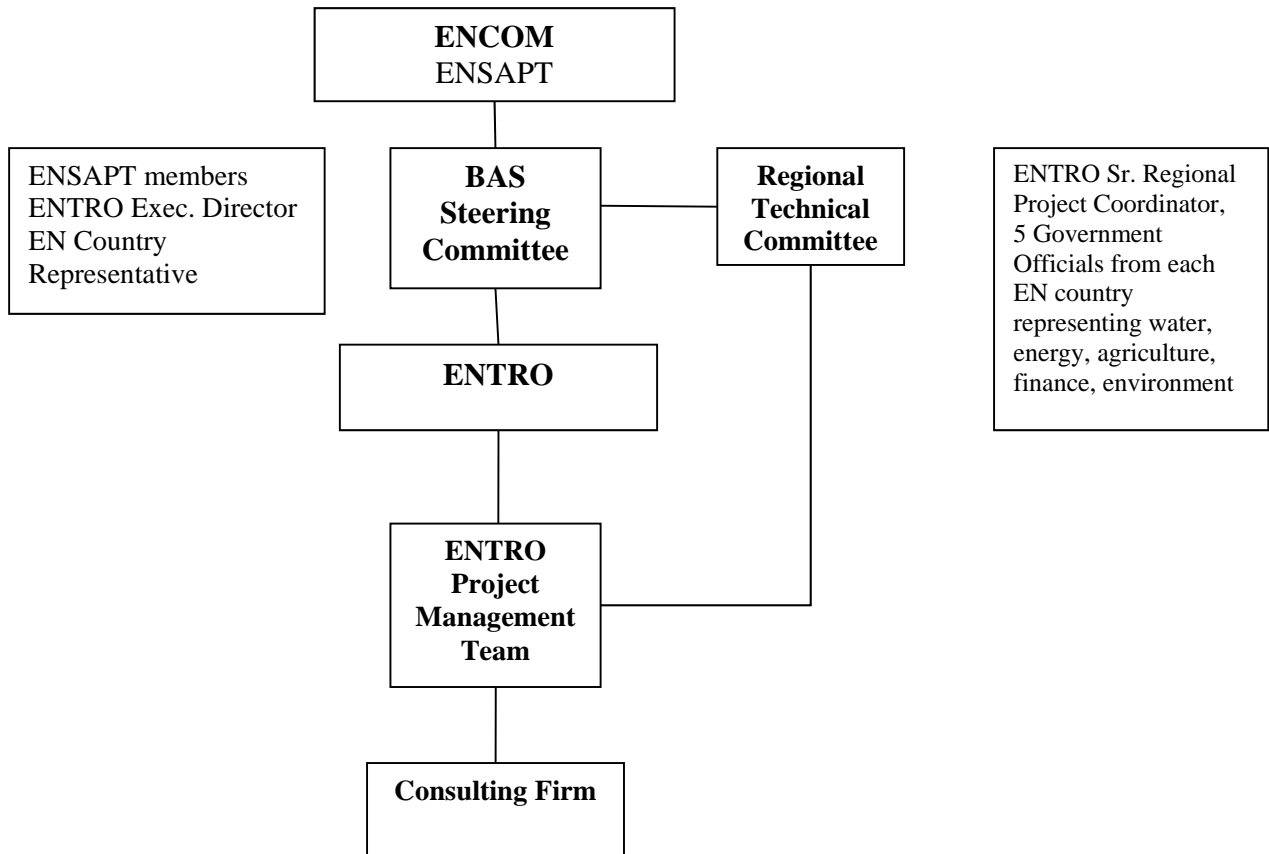 ENCOM
ENSAPT
ENSAPT members
ENTRO Exec. Director
EN Country
Representative
BAS
Steering
Committee
Regional
Technical
Committee
ENTRO Sr. Regional
Project Coordinator,
5 Government
Officials from each
EN country
representing water,
energy, agriculture,
finance, environment
ENTRO
ENTRO
Project
Management
Team
Consulting Firm